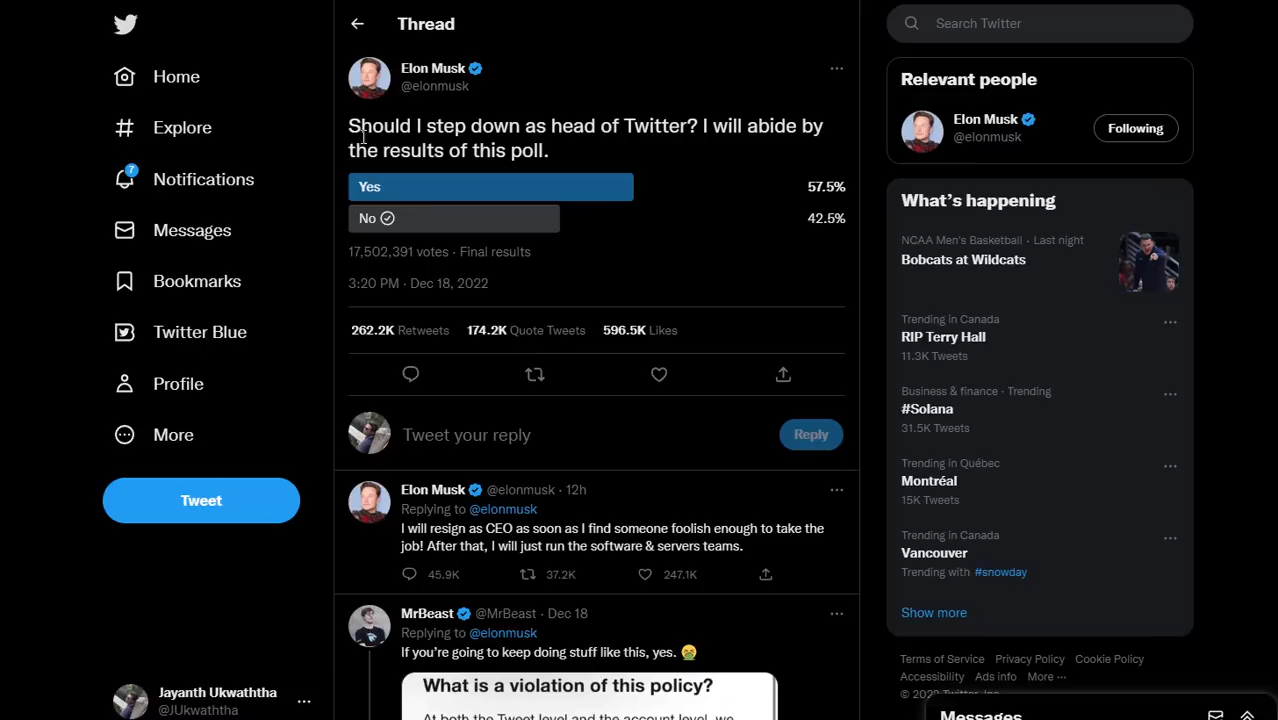 Home
Explore
7
Notifications
Messages
Bookmarks
Twitter Blue
Profile
More
Tweet
Jayanth Ukwaththa
@JUkwaththa
Thread
Elon Musk
@elonmusk
Should I step down as head of Twitter? I will abide by
the results of this poll.
Yes 57.5%
No 42.5%
17,502,391 votes · Final results
3:20 PM · Dec 18, 2022
262.2K Retweets 174.2K Quote Tweets 596.5K Likes
Tweet your reply
Reply
Elon Musk @elonmusk · 12h
Replying to @elonmusk
I will resign as CEO as soon as I find someone foolish enough to take the
job! After that, I will just run the software & servers teams.
45.9K 37.2K 247.1K
MrBeast @MrBeast · Dec 18
Replying to @elonmusk
If you're going to keep doing stuff like this, yes.
What is a violation of this policy?
At both the Tweet level and the account level, we
Search Twitter
Relevant people
Elon Musk
@elonmusk
Following
What's happening
NCAA Men's Basketball · Last night
Bobcats at Wildcats
Trending in Canada
RIP Terry Hall
11.3K Tweets
Business & finance · Trending
#Solana
31.5K Tweets
Trending in Québec
Montréal
15K Tweets
Trending in Canada
Vancouver
Trending with #snowday
Show more
Terms of Service Privacy Policy Cookie Policy
Accessibility Ads info More
Messages